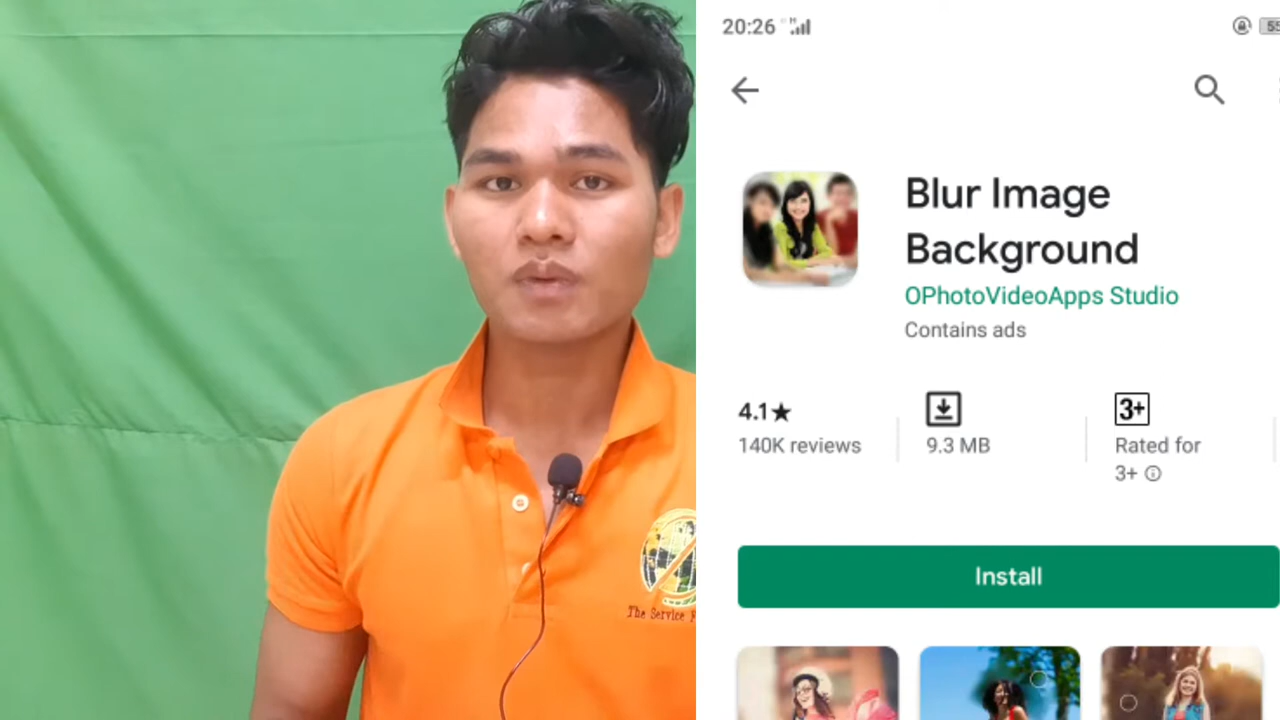 20:26
55
Blur Image
Background
OPhotoVideoApps Studio
Contains ads
4.1★
140K reviews
9.3 MB
3+
Rated for
3+
Install
The Service